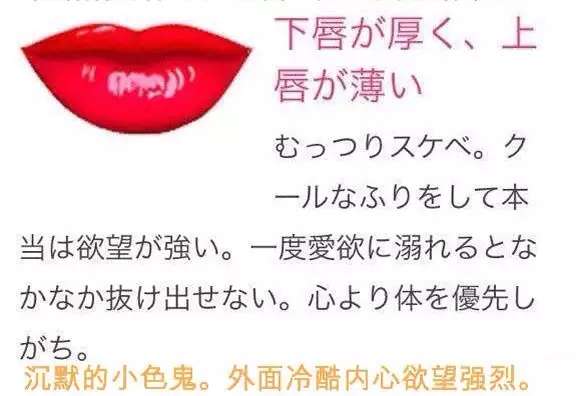 下唇が厚く、上
唇が薄い
むっつりスケベ。ク
ールなふりをして本
当は欲望が強い。一度愛欲に溺れるとな
かなか抜け出せない。心より体を優先し
がち。
沉默的小色鬼。外面冷酷内心欲望强烈。